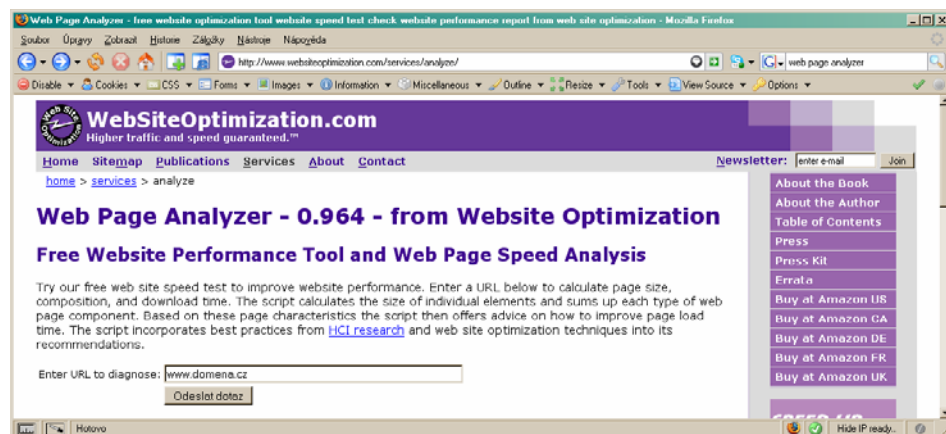 Web Page Analyzer - free website optimization tool website speed test check website performance report from web site optimization - Mozilla Firefox
Soubor Úpravy Zobrazit Historie Záložky Nástroje Nápověda
http://www.websiteoptimization.com/services/analyze/ web page analyzer
Disable Cookies CSS Forms Images Information Miscellaneous Outline Resize Tools View Source Options
Web Site Optimization
WebSiteOptimization.com
Higher traffic and speed guaranteed.™
Home Sitemap Publications Services About Contact Newsletter: enter e-mail Join
home > services > analyze
Web Page Analyzer - 0.964 - from Website Optimization
Free Website Performance Tool and Web Page Speed Analysis
Try our free web site speed test to improve website performance. Enter a URL below to calculate page size,
composition, and download time. The script calculates the size of individual elements and sums up each type of web
page component. Based on these page characteristics the script then offers advice on how to improve page load
time. The script incorporates best practices from HCI research and web site optimization techniques into its
recommendations.
Enter URL to diagnose: www.domena.cz
Odeslat dotaz
About the Book
About the Author
Table of Contents
Press
Press Kit
Errata
Buy at Amazon US
Buy at Amazon CA
Buy at Amazon DE
Buy at Amazon FR
Buy at Amazon UK
Hotovo Hide IP ready..